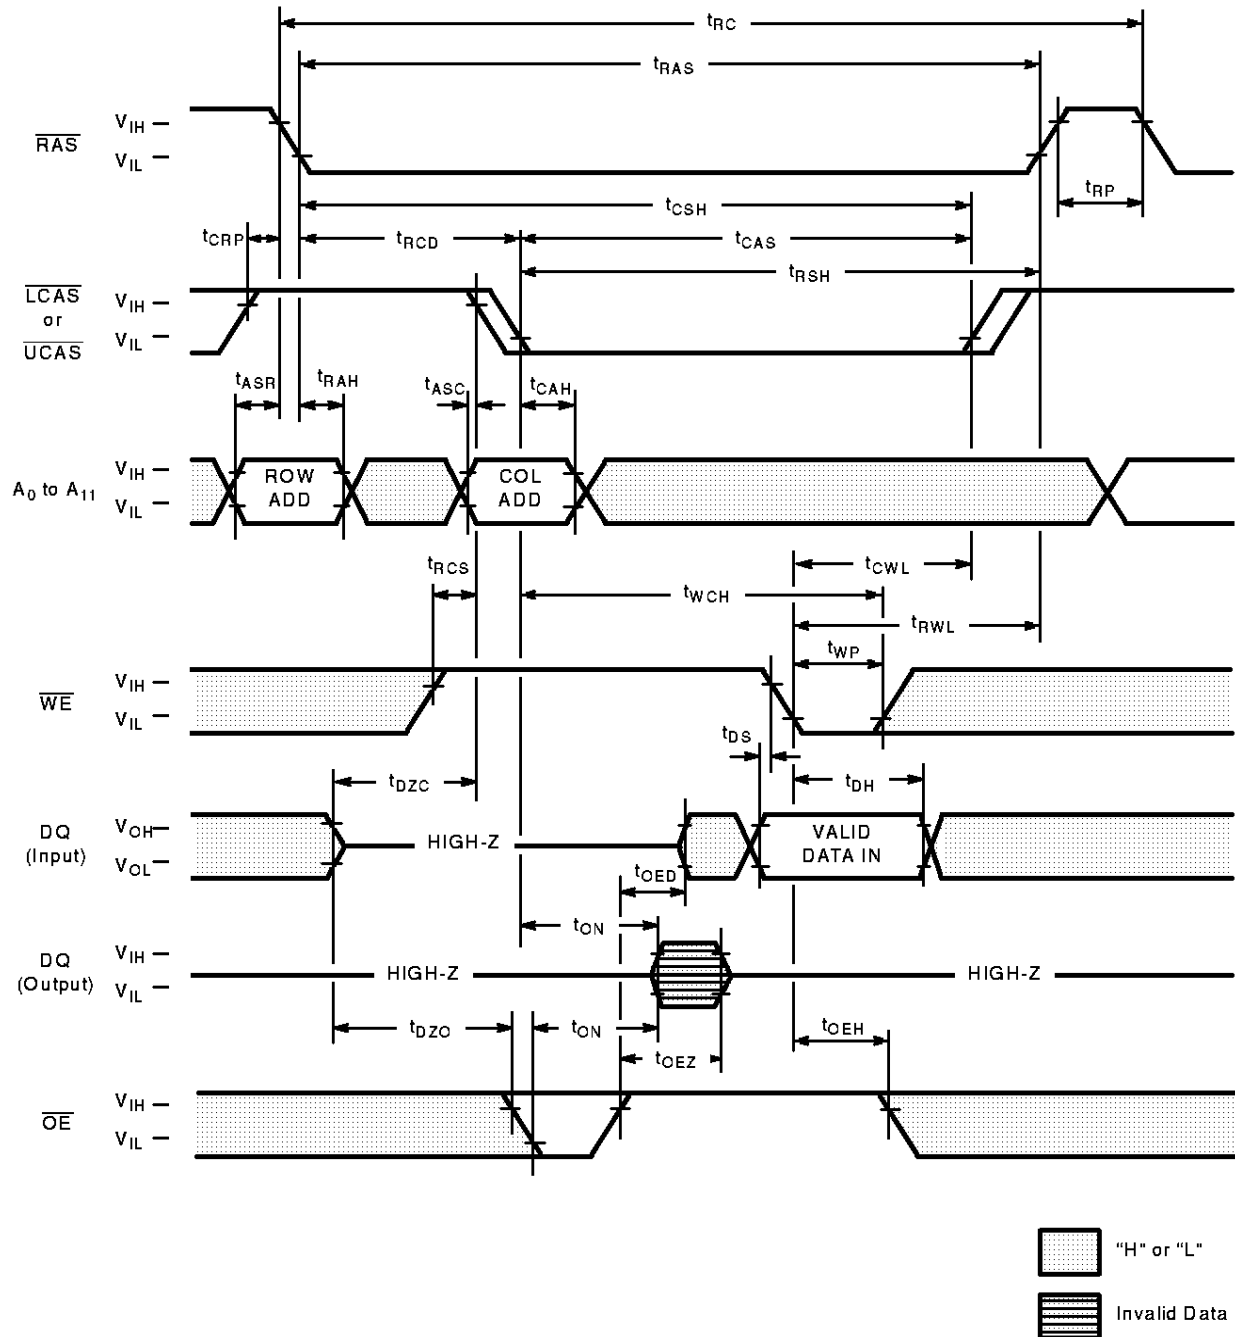 tRC
tRAS
RAS
VIH
VIL
tRP
tCSH
tCRP
tRCD
tCAS
tRSH
LCAS
or
UCAS
VIH
VIL
tASR
tRAH
tASC
tCAH
A0 to A11
VIH
VIL
ROW
ADD
COL
ADD
tRCS
tCWL
tWCH
tRWL
tWP
WE
VIH
VIL
tDS
tDZC
tDH
DQ
(Input)
VOH
VOL
HIGH-Z
VALID
DATA IN
tOED
tON
DQ
(Output)
VIH
VIL
HIGH-Z
HIGH-Z
tDZO
tON
tOEZ
tOEH
OE
VIH
VIL
"H" or "L"
Invalid Data